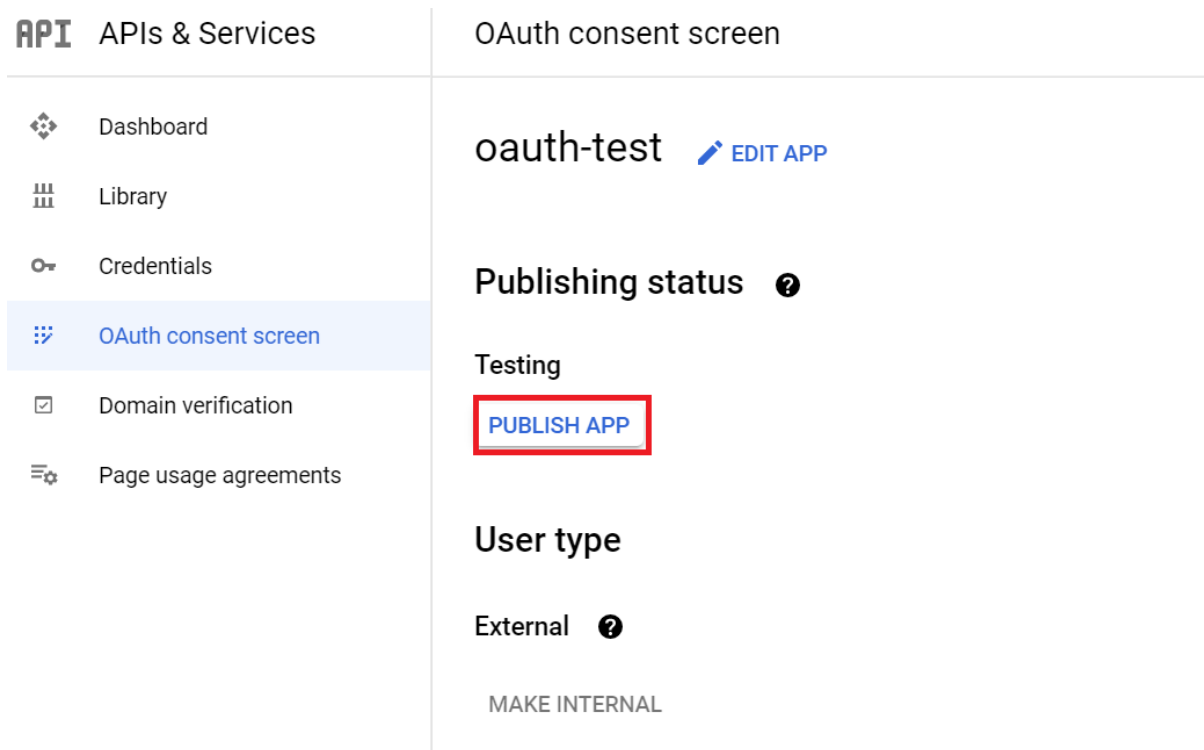 API APIs & Services
OAuth consent screen
Dashboard
Library
Credentials
OAuth consent screen
Domain verification
Page usage agreements
oauth-test EDIT APP
Publishing status ?
Testing
PUBLISH APP
User type
External ?
MAKE INTERNAL